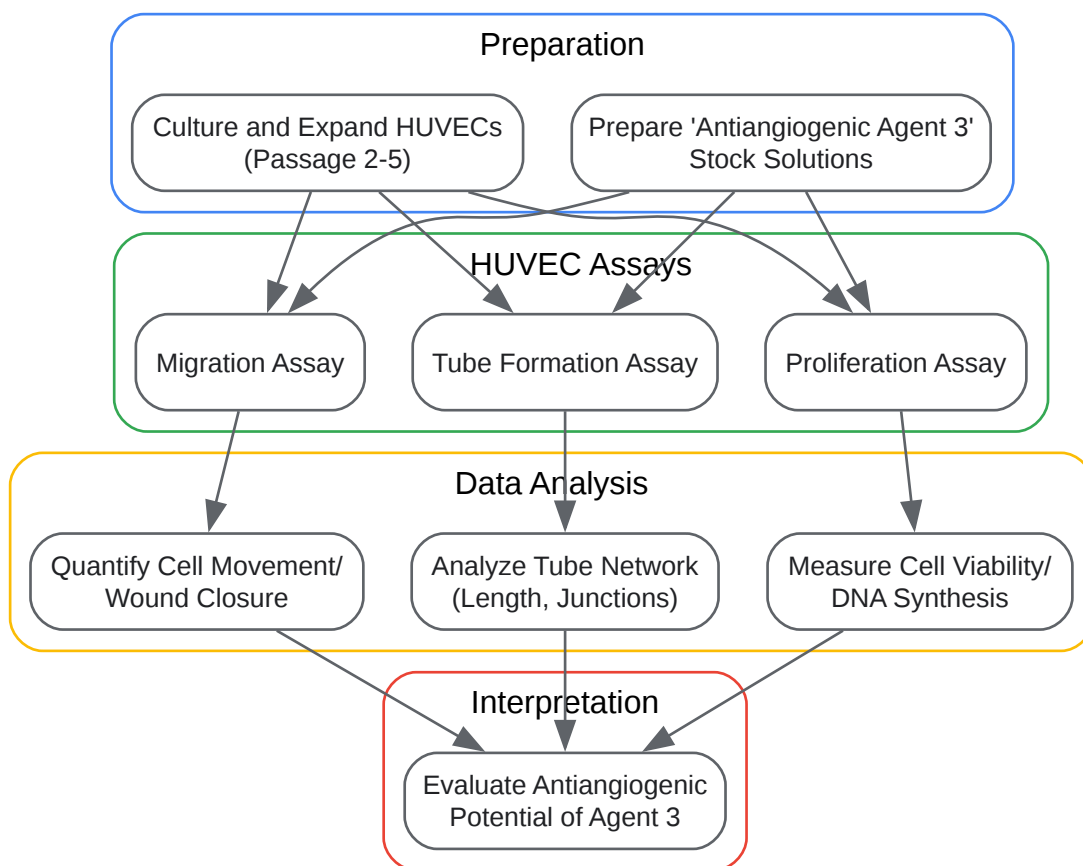 Preparation
Culture and Expand HUVECs
(Passage 2-5)
Prepare 'Antiangiogenic Agent 3'
Stock Solutions
HUVEC Assays
Migration Assay
Tube Formation Assay
Proliferation Assay
Data Analysis
Quantify Cell Movement/
Wound Closure
Analyze Tube Network
(Length, Junctions)
Measure Cell Viability/
DNA Synthesis
Interpretation
Evaluate Antiangiogenic
Potential of Agent 3